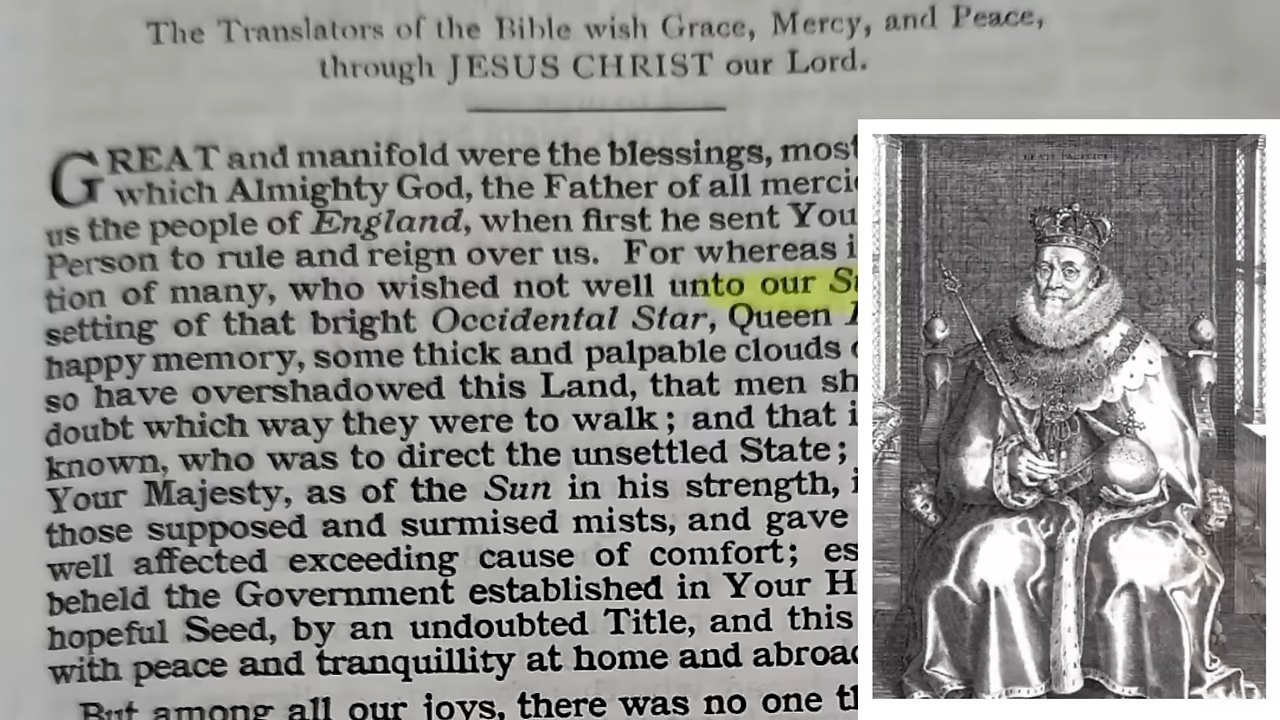 The Translators of the Bible wish Grace, Mercy, and Peace,
through JESUS CHRIST our Lord.
GREAT and manifold were the blessings, most
which Almighty God, the Father of all merci
us the people of England, when first he sent You
Person to rule and reign over us. For whereas i
tion of many, who wished not well unto our S
setting of that bright Occidental Star, Queen
happy memory, some thick and palpable clouds
so have overshadowed this Land, that men sh
doubt which way they were to walk; and that i
known, who was to direct the unsettled State;
Your Majesty, as of the Sun in his strength, i
those supposed and surmised mists, and gave
well affected exceeding cause of comfort; es
beheld the Government established in Your H
hopeful Seed, by an undoubted Title, and this
with peace and tranquillity at home and abroa
But among all our joys, there was no one t